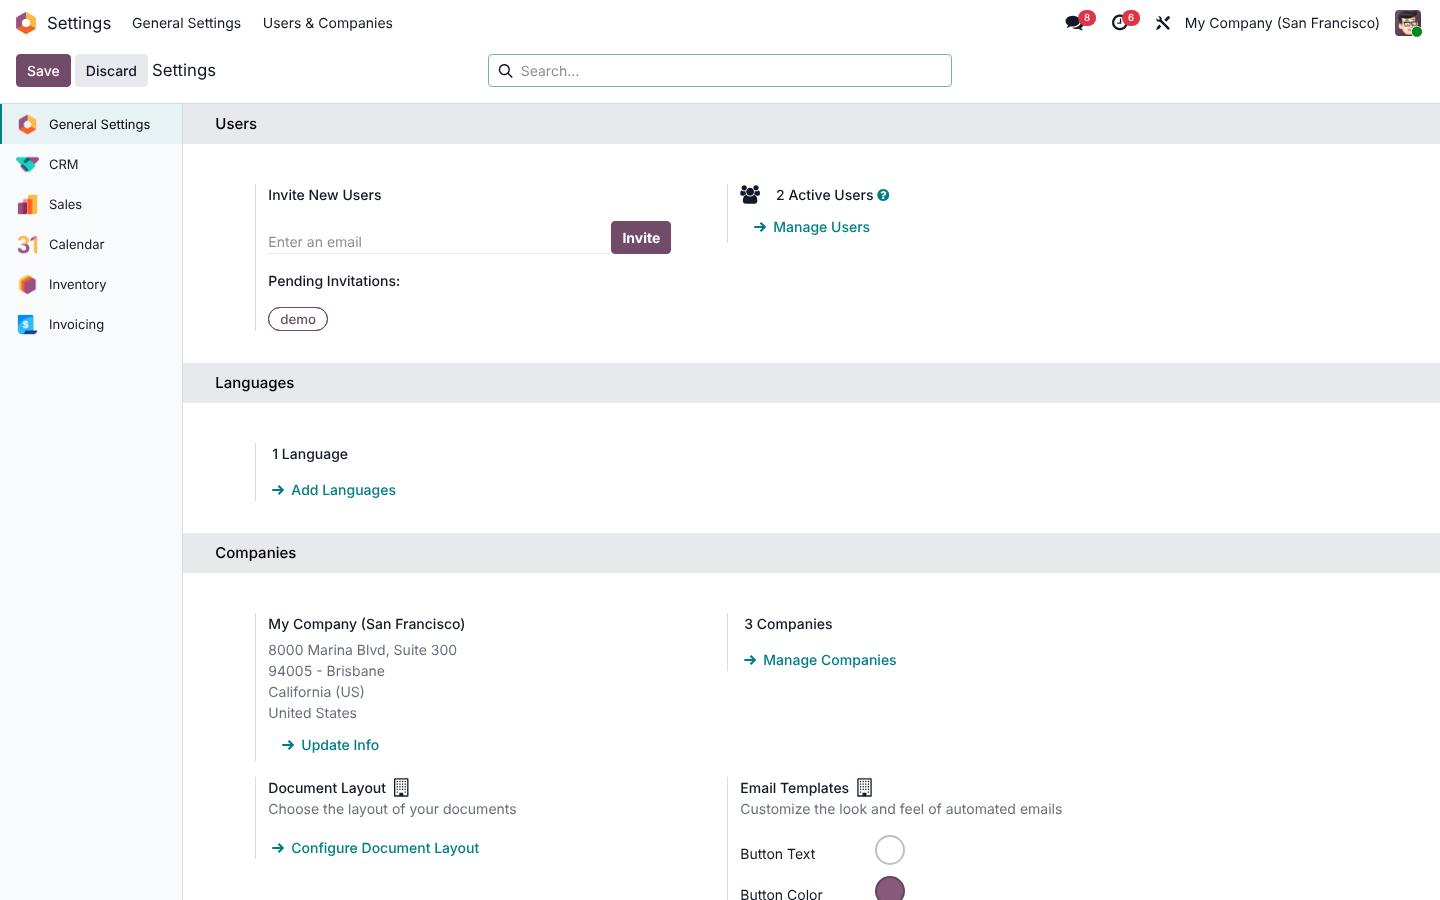 Settings
General Settings
Users & Companies
8
6
My Company (San Francisco)
Save
Discard
Settings
Search...
General Settings
CRM
Sales
31
Calendar
Inventory
$
Invoicing
Users
Invite New Users
Enter an email
Invite
Pending Invitations:
demo
2 Active Users
?
Manage Users
Languages
1 Language
Add Languages
Companies
My Company (San Francisco)
8000 Marina Blvd, Suite 300
94005 - Brisbane
California (US)
United States
Update Info
3 Companies
Manage Companies
Document Layout
Choose the layout of your documents
Configure Document Layout
Email Templates
Customize the look and feel of automated emails
Button Text
Button Color